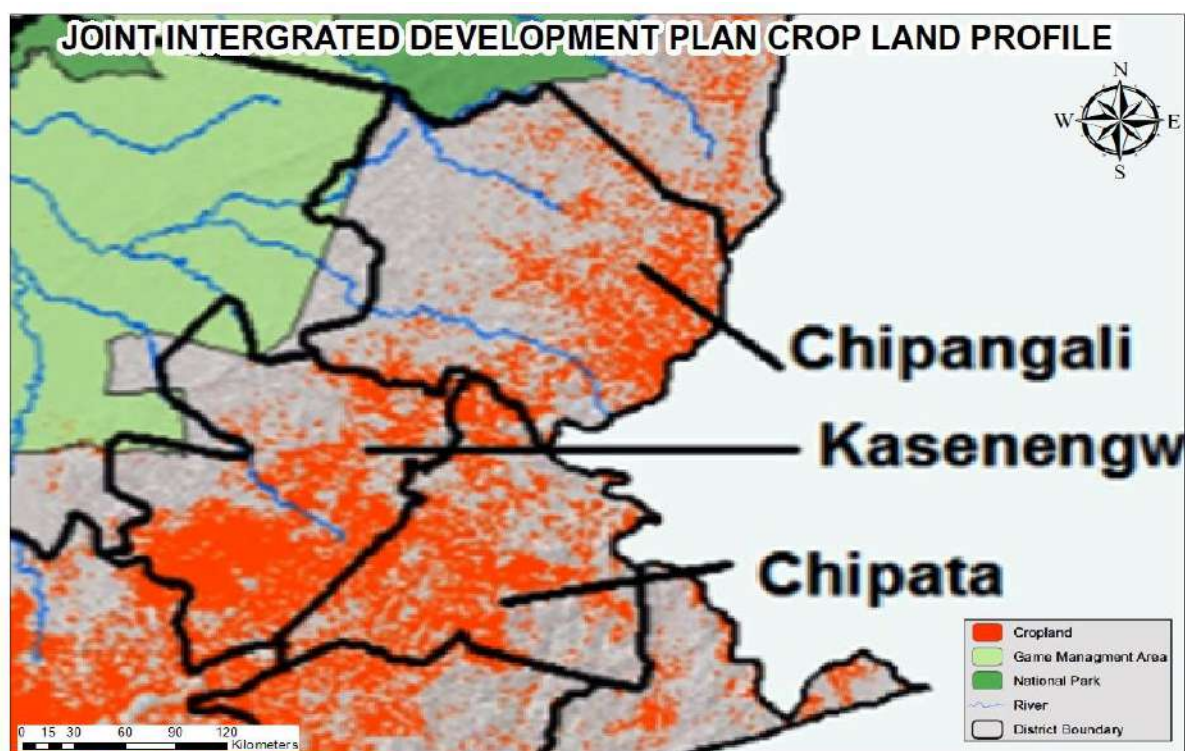 JOINT INTERGRATED DEVELOPMENT PLAN CROP LAND PROFILE
N
W E
S
Chipangali
Kasenengw
Chipata
Cropland
Game Managment Area
National Park
River
District Boundary
0 15 30 60 90 120
Kilometers